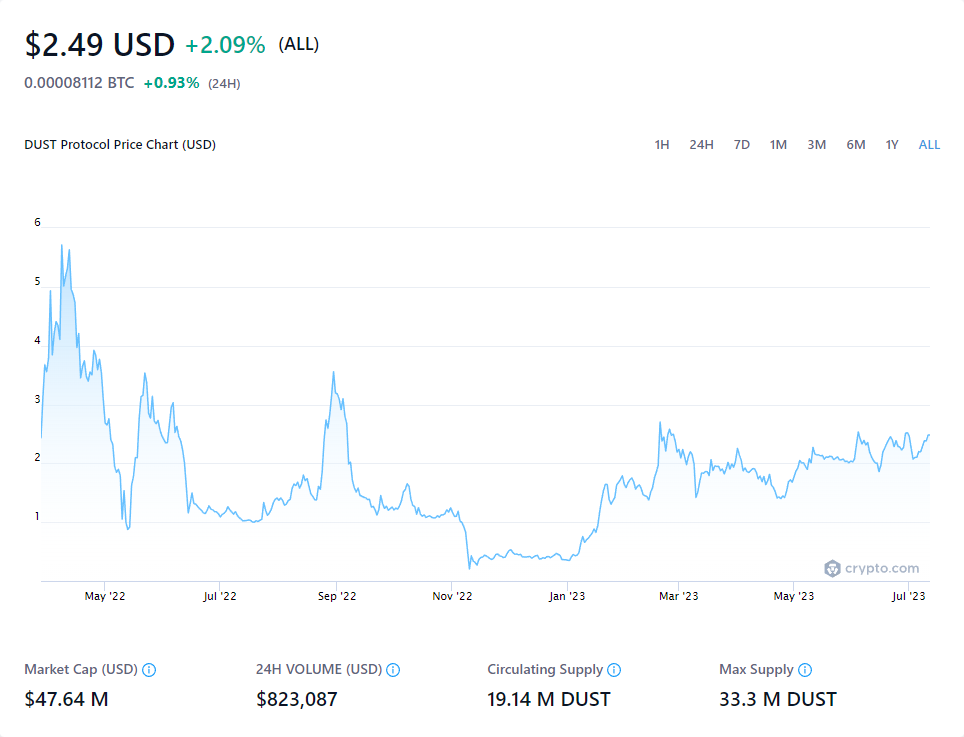 $2.49 USD +2.09% (ALL)
0.00008112 BTC +0.93% (24H)
DUST Protocol Price Chart (USD) 1H 24H 7D 1M 3M 6M 1Y ALL
6
5
4
3
2
1
crypto.com
May '22 Jul '22 Sep '22 Nov '22 Jan '23 Mar '23 May '23 Jul '23
Market Cap (USD) 24H VOLUME (USD) Circulating Supply Max Supply
$47.64 M $823,087 19.14 M DUST 33.3 M DUST